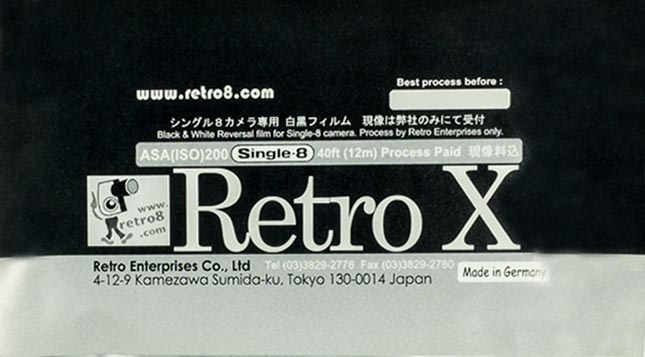 www.retro8.com
Best process before :
シングル8カメラ専用 白黒フィルム 現像は弊社のみにて受付
Black & White Reversal film for Single-8 camera. Process by Retro Enterprises only.
ASA(ISO)200 Single-8 40ft (12m) Process Paid 現像料込
www.
retro8
.com
Retro X
Retro Enterprises Co., Ltd Tel (03)3829-2776 Fax (03)3829-2780
4-12-9 Kamezawa Sumida-ku, Tokyo 130-0014 Japan
Made in Germany